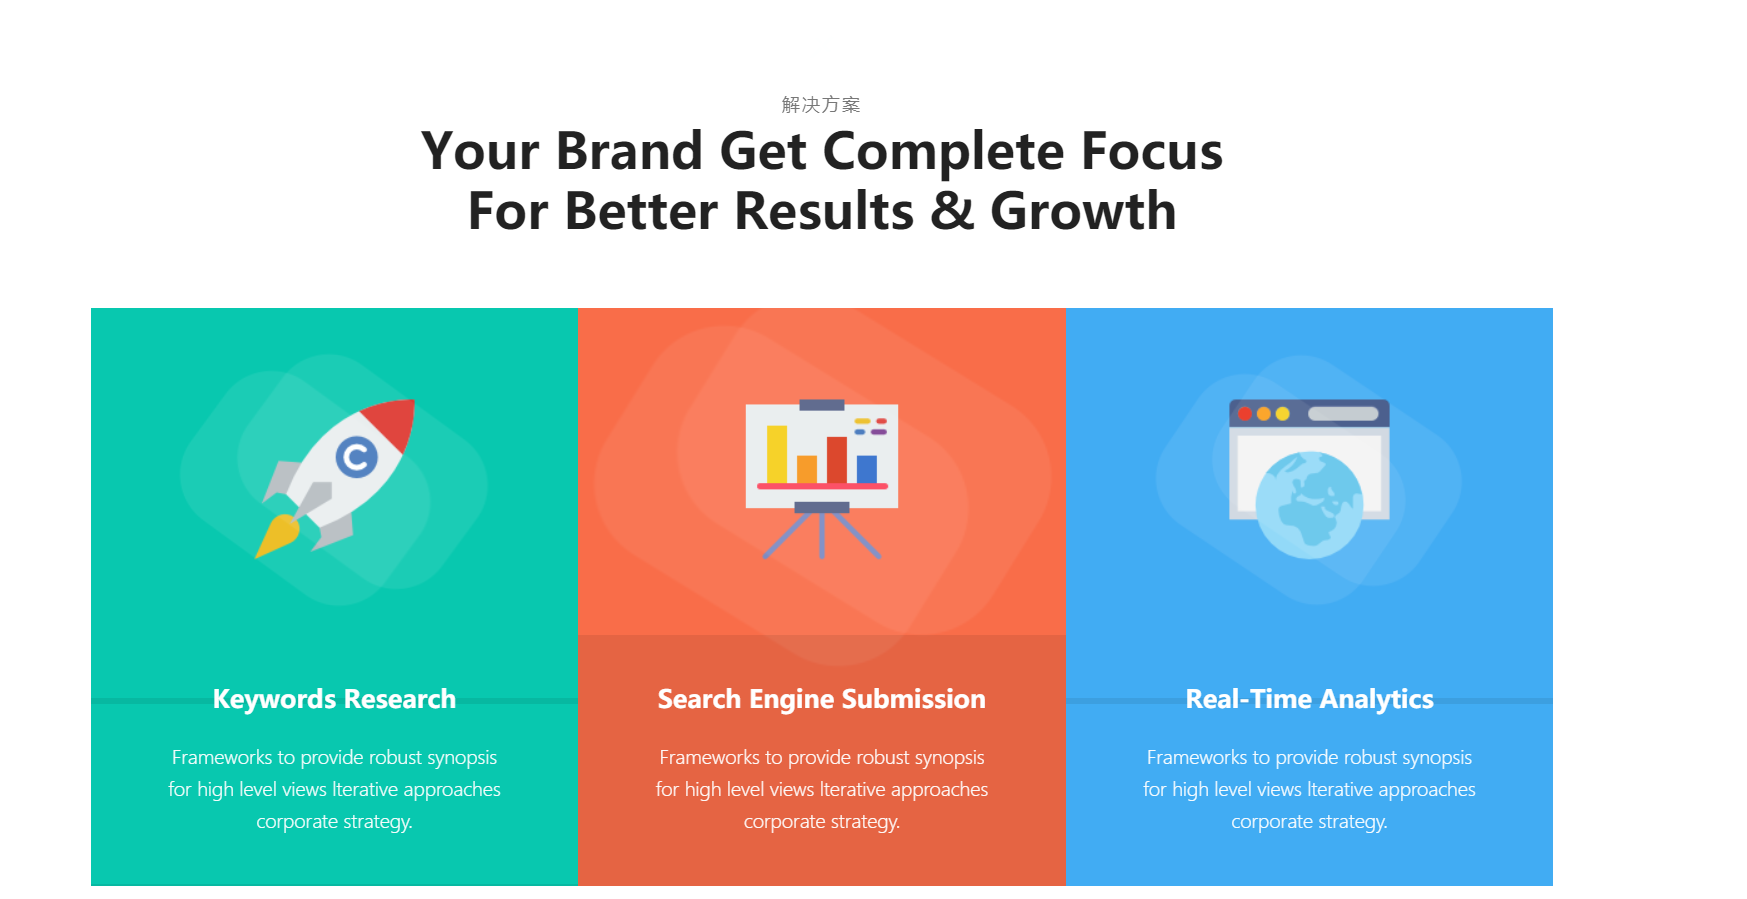 解决方案
Your Brand Get Complete Focus
For Better Results & Growth
C
Keywords Research
Frameworks to provide robust synopsis
for high level views Iterative approaches
corporate strategy.
Search Engine Submission
Frameworks to provide robust synopsis
for high level views Iterative approaches
corporate strategy.
Real-Time Analytics
Frameworks to provide robust synopsis
for high level views Iterative approaches
corporate strategy.